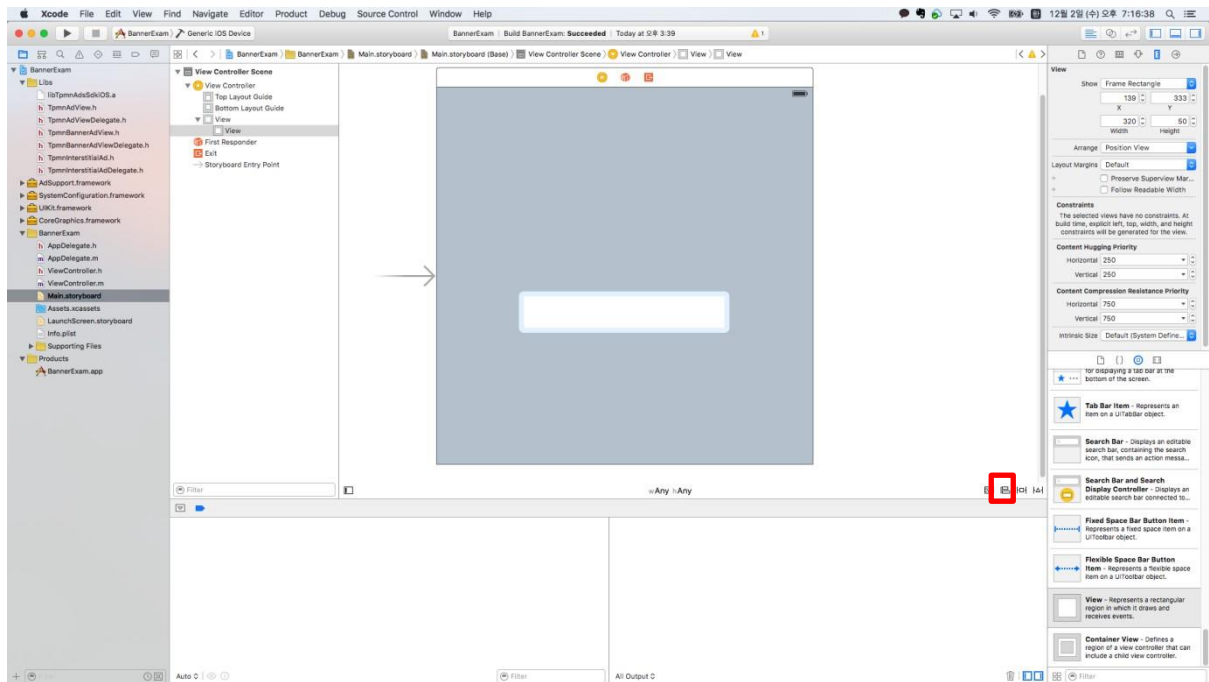 Xcode File Edit View Find Navigate Editor Product Debug Source Control Window Help
12월 2일 (수) 오후 7:16:38
BannerExam Generic iOS Device
BannerExam | Build BannerExam: Succeeded | Today at 오후 3:39
1
BannerExam BannerExam Main.storyboard Main.storyboard (Base) View Controller Scene View Controller View View
BannerExam
Libs
libTpmnAdsSdkiOS.a
TpmnAdView.h
TpmnAdViewDelegate.h
TpmnBannerAdView.h
TpmnBannerAdViewDelegate.h
TpmnInterstitialAd.h
TpmnInterstitialAdDelegate.h
AdSupport.framework
SystemConfiguration.framework
UIKit.framework
CoreGraphics.framework
BannerExam
AppDelegate.h
AppDelegate.m
ViewController.h
ViewController.m
Main.storyboard
Assets.xcassets
LaunchScreen.storyboard
Info.plist
Supporting Files
Products
BannerExam.app
View Controller Scene
View Controller
Top Layout Guide
Bottom Layout Guide
View
View
First Responder
Exit
Storyboard Entry Point
Filter
wAny hAny
Auto
Filter
All Output
View
Show Frame Rectangle
139 333
X Y
320 50
Width Height
Arrange Position View
Layout Margins Default
Preserve Superview Mar...
Follow Readable Width
Constraints
The selected views have no constraints. At
build time, explicit left, top, width, and height
constraints will be generated for the view.
Content Hugging Priority
Horizontal 250
Vertical 250
Content Compression Resistance Priority
Horizontal 750
Vertical 750
Intrinsic Size Default (System Define...
for displaying a tab bar at the
bottom of the screen.
Tab Bar Item - Represents an
item on a UITabBar object.
Search Bar - Displays an editable
search bar, containing the search
icon, that sends an action messa...
Search Bar and Search
Display Controller - Displays an
editable search bar connected to...
Fixed Space Bar Button Item -
Represents a fixed space item on a
UIToolbar object.
Flexible Space Bar Button
Item - Represents a flexible space
item on a UIToolbar object.
View - Represents a rectangular
region in which it draws and
receives events.
Container View - Defines a
region of a view controller that can
include a child view controller.
Filter